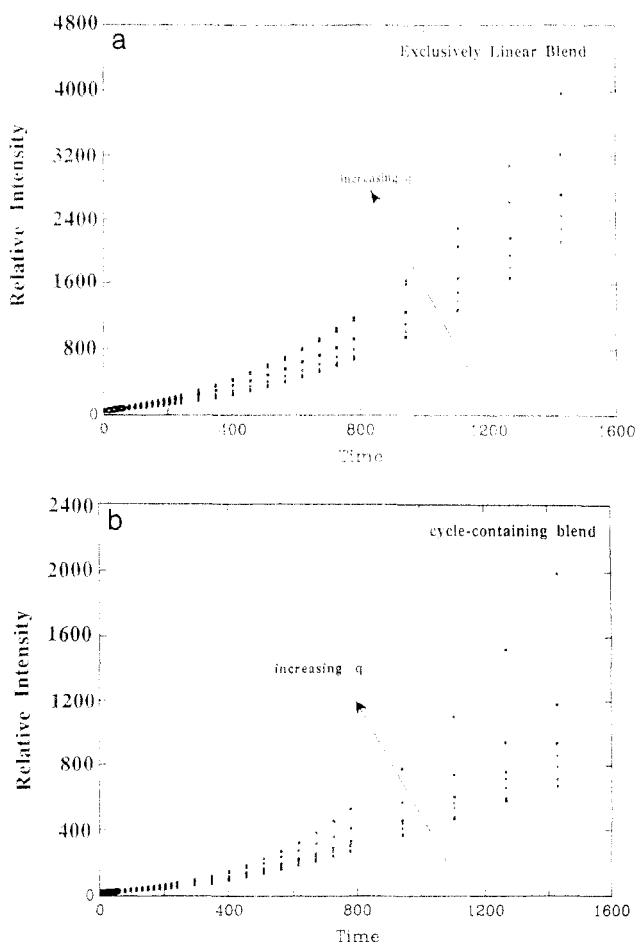 a
Exclusively Linear Blend
4800
4000
3200
2400
1600
800
0
Relative Intensity
increasing q
0 400 800 1200 1600
Time
b
cycle-containing blend
2400
2000
1600
1200
800
400
0
Relative Intensity
increasing q
0 400 800 1200 1600
Time